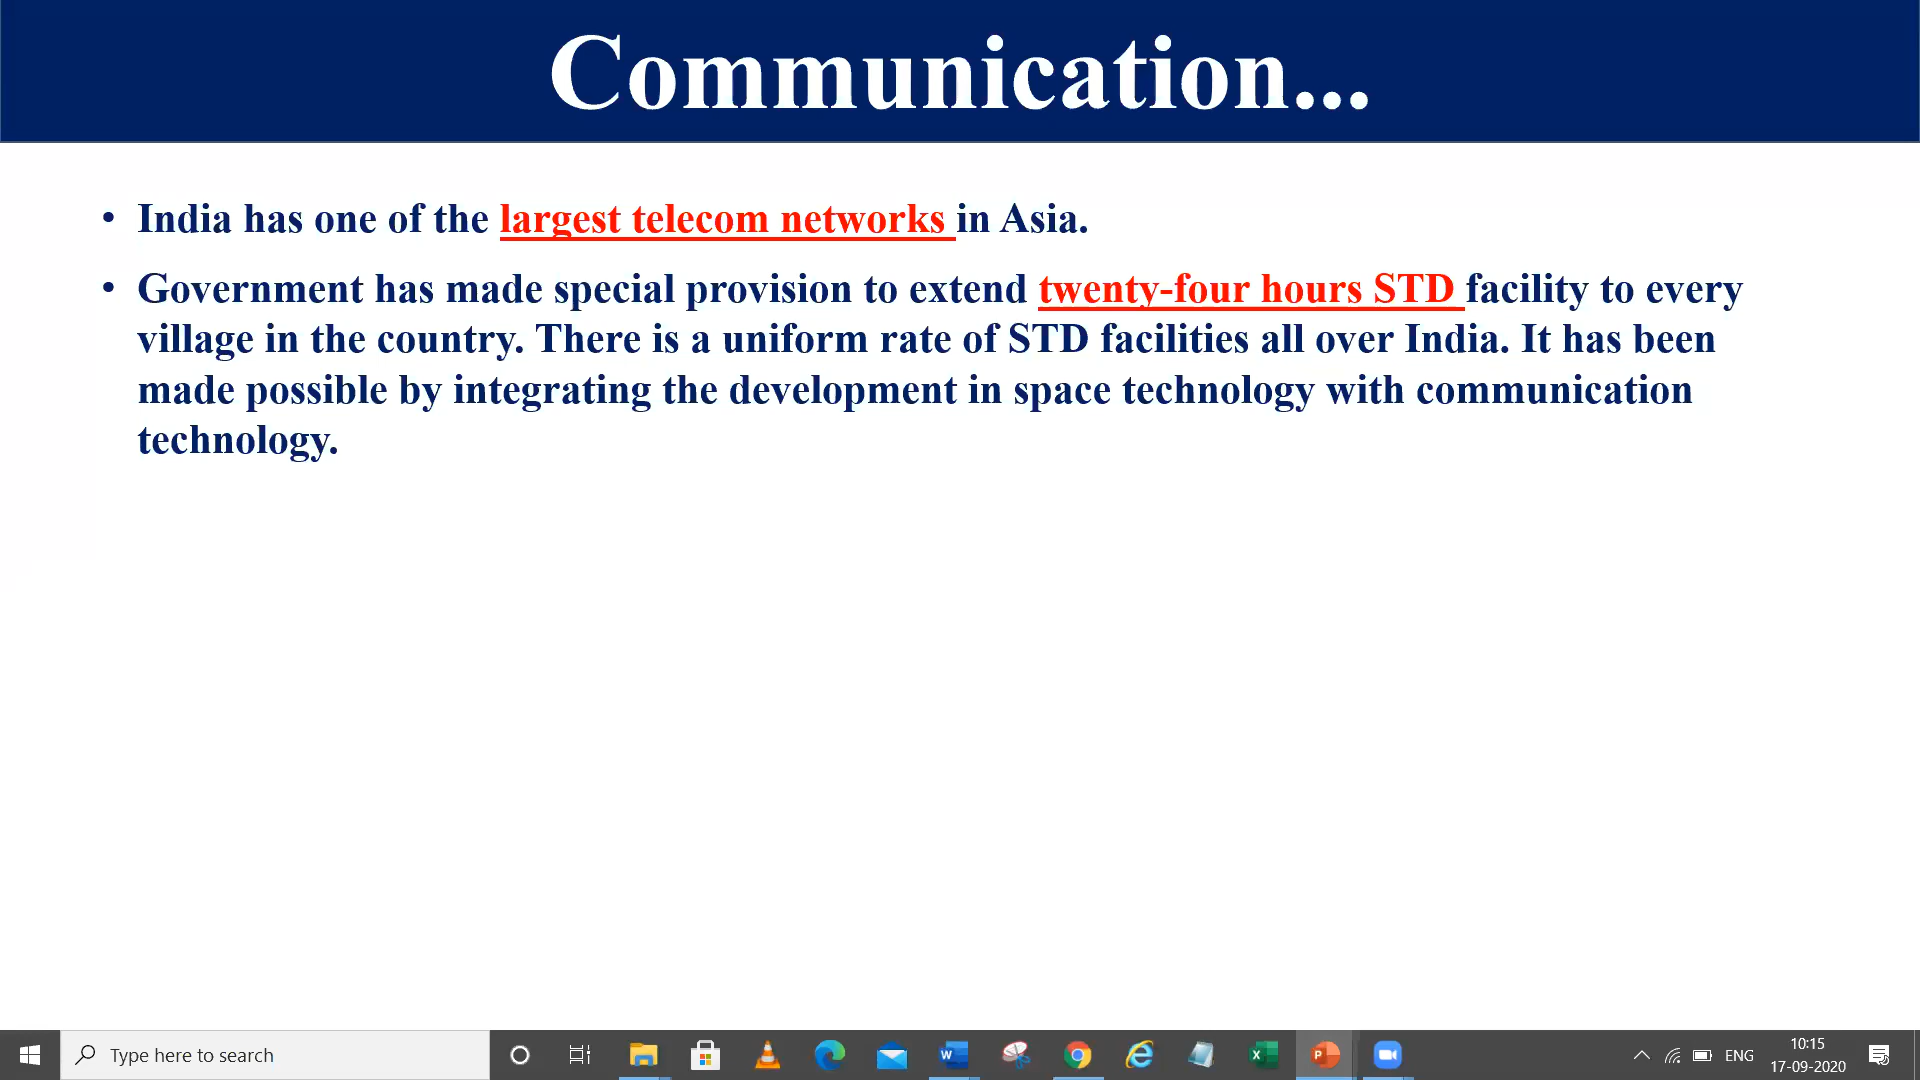 Communication...
• India has one of the largest telecom networks in Asia.
• Government has made special provision to extend twenty-four hours STD facility to every
village in the country. There is a uniform rate of STD facilities all over India. It has been
made possible by integrating the development in space technology with communication
technology.
Type here to search
ENG
10:15
17-09-2020